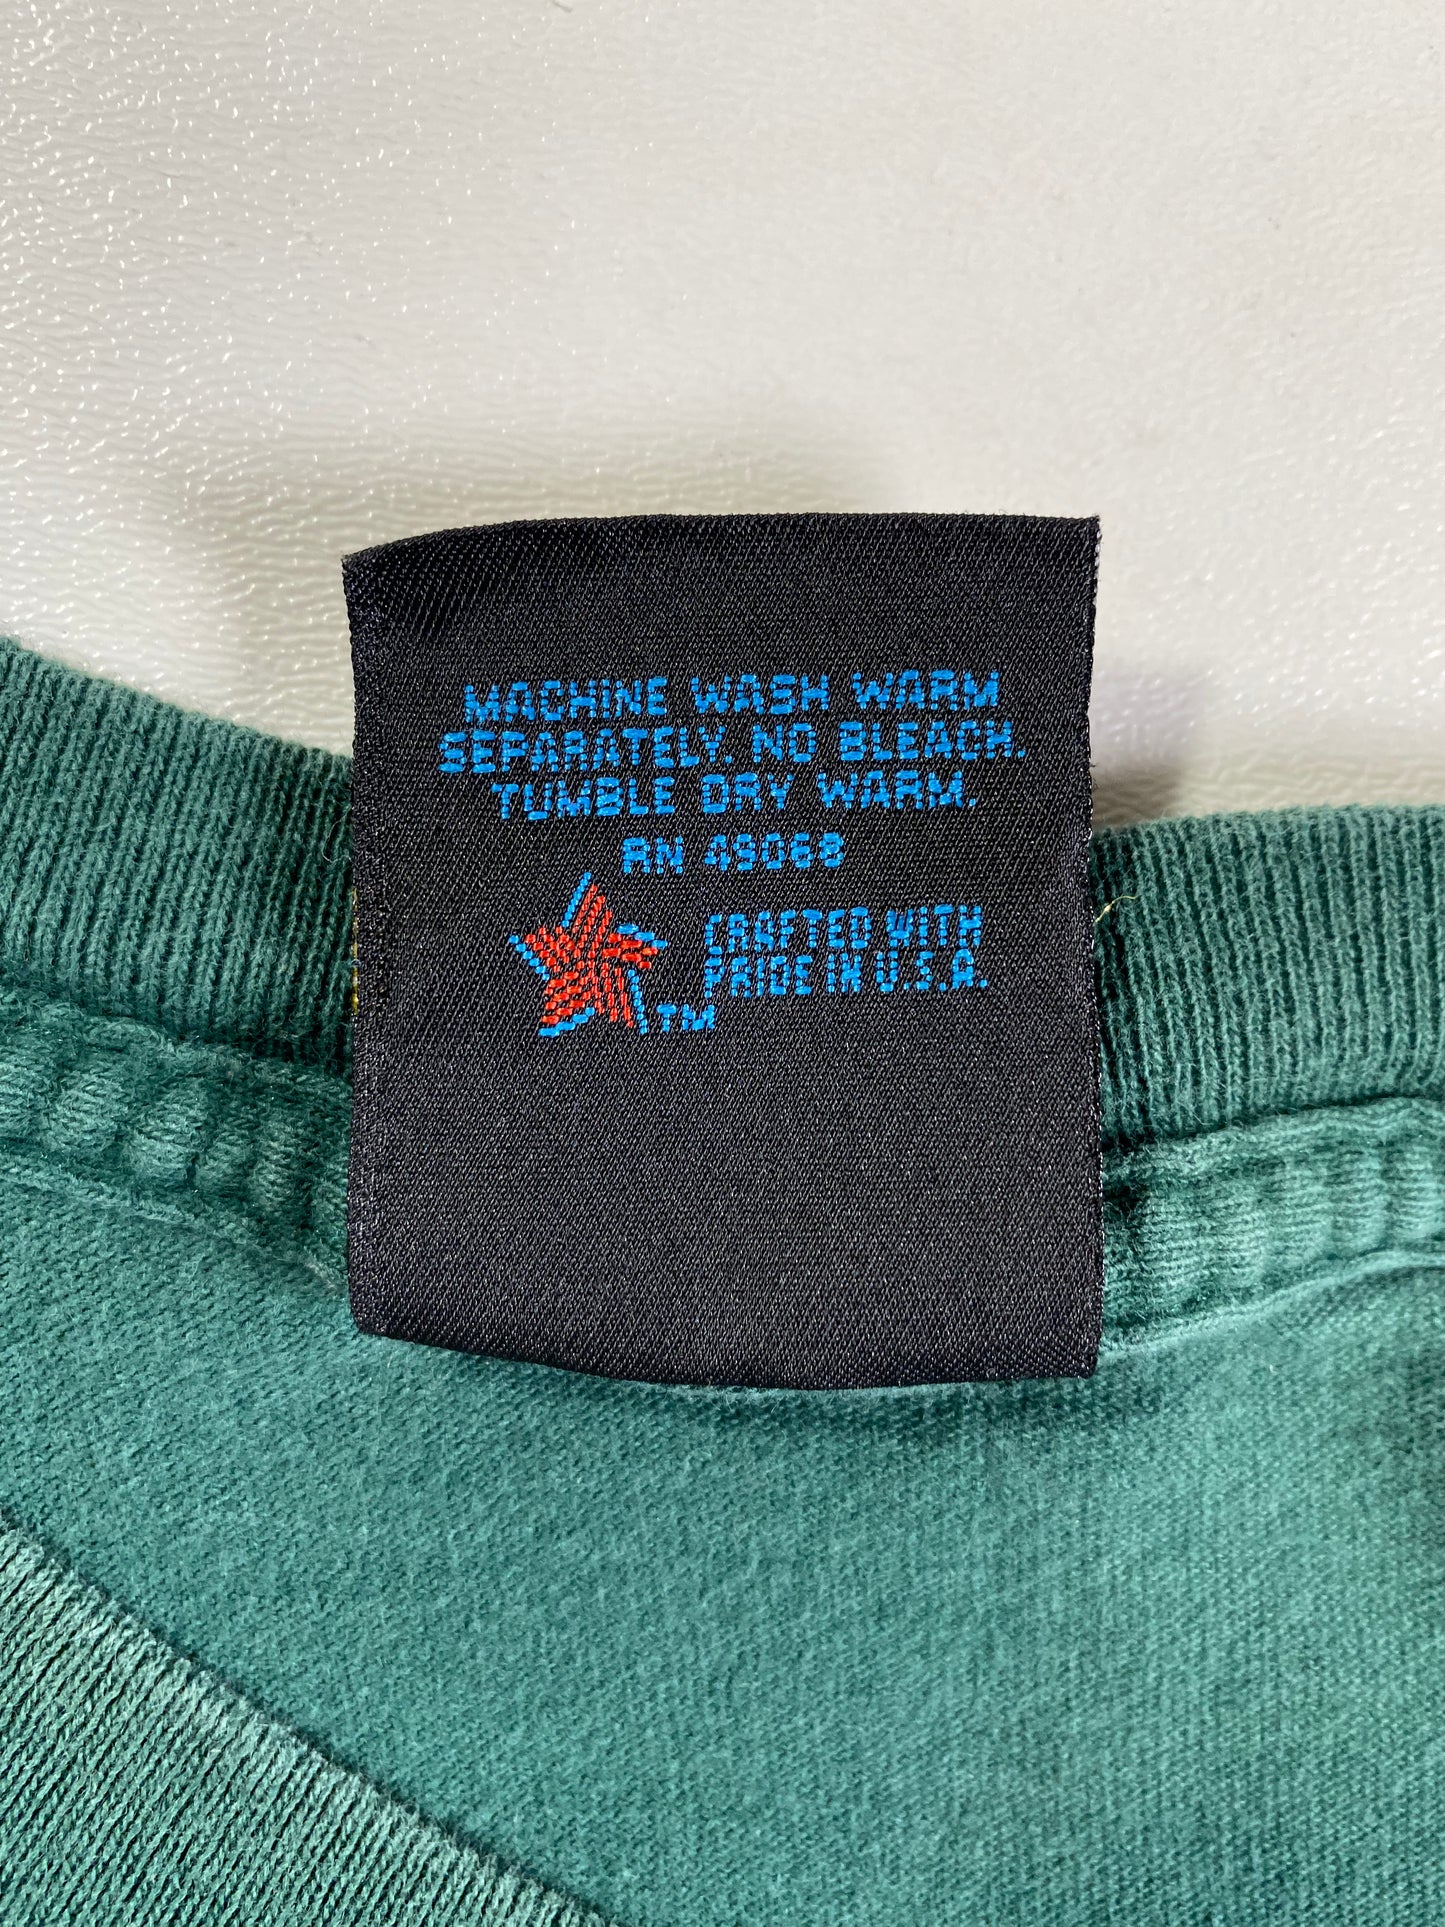 MACHINE WASH WARM
SEPARATELY. NO BLEACH.
TUMBLE DRY WARM.
RN 49068
CRAFTED WITH
PRIDE IN U.S.A.
TM